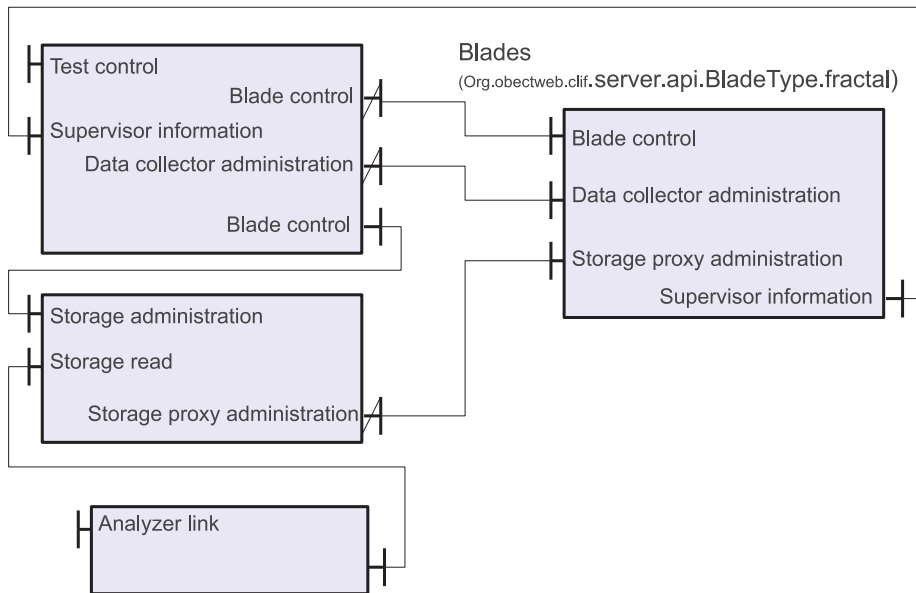 Test control
Blade control
Supervisor information
Data collector administration
Blade control
Blades
(Org.obectweb.clif.server.api.BladeType.fractal)
Blade control
Data collector administration
Storage proxy administration
Supervisor information
Storage administration
Storage read
Storage proxy administration
Analyzer link